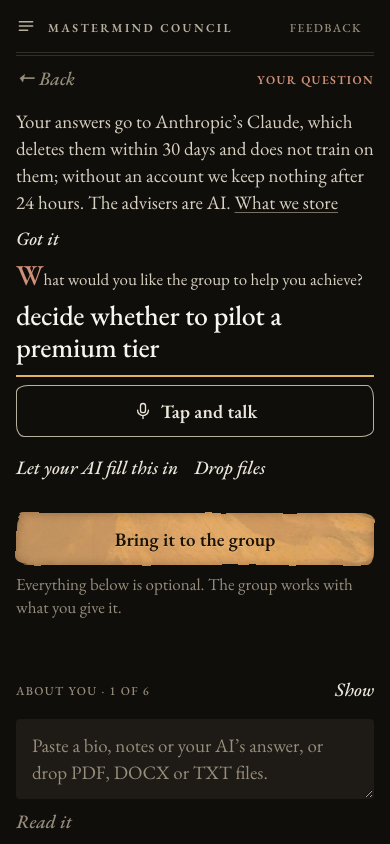 MASTERMIND COUNCIL
FEEDBACK
← Back
YOUR QUESTION
Your answers go to Anthropic’s Claude, which
deletes them within 30 days and does not train on
them; without an account we keep nothing after
24 hours. The advisers are AI. What we store
Got it
What would you like the group to help you achieve?
decide whether to pilot a
premium tier
Tap and talk
Let your AI fill this in
Drop files
Bring it to the group
Everything below is optional. The group works with
what you give it.
ABOUT YOU · 1 OF 6
Show
Paste a bio, notes or your AI’s answer, or
drop PDF, DOCX or TXT files.
Read it